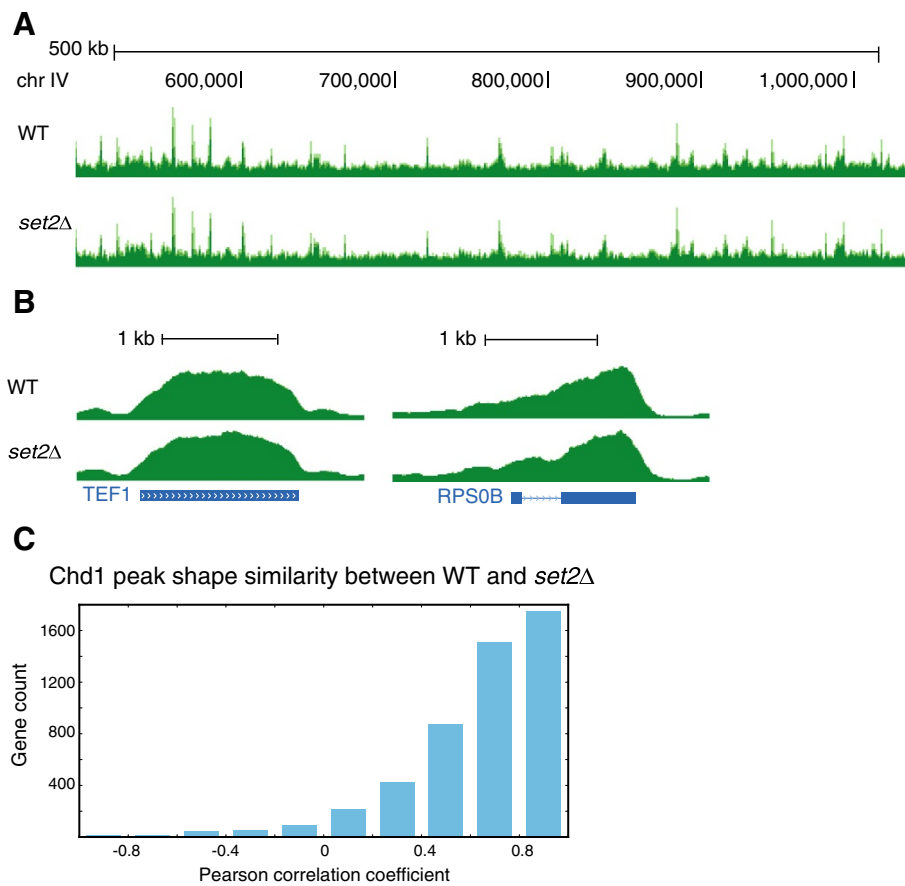 A
500 kb
chr IV 600,000 700,000 800,000 900,000 1,000,000
WT
set2Δ
B
1 kb 1 kb
WT
set2Δ
TEF1 RPS0B
C
Chd1 peak shape similarity between WT and set2Δ
1600
1200
800
400
Gene count
-0.8 -0.4 0 0.4 0.8
Pearson correlation coefficient